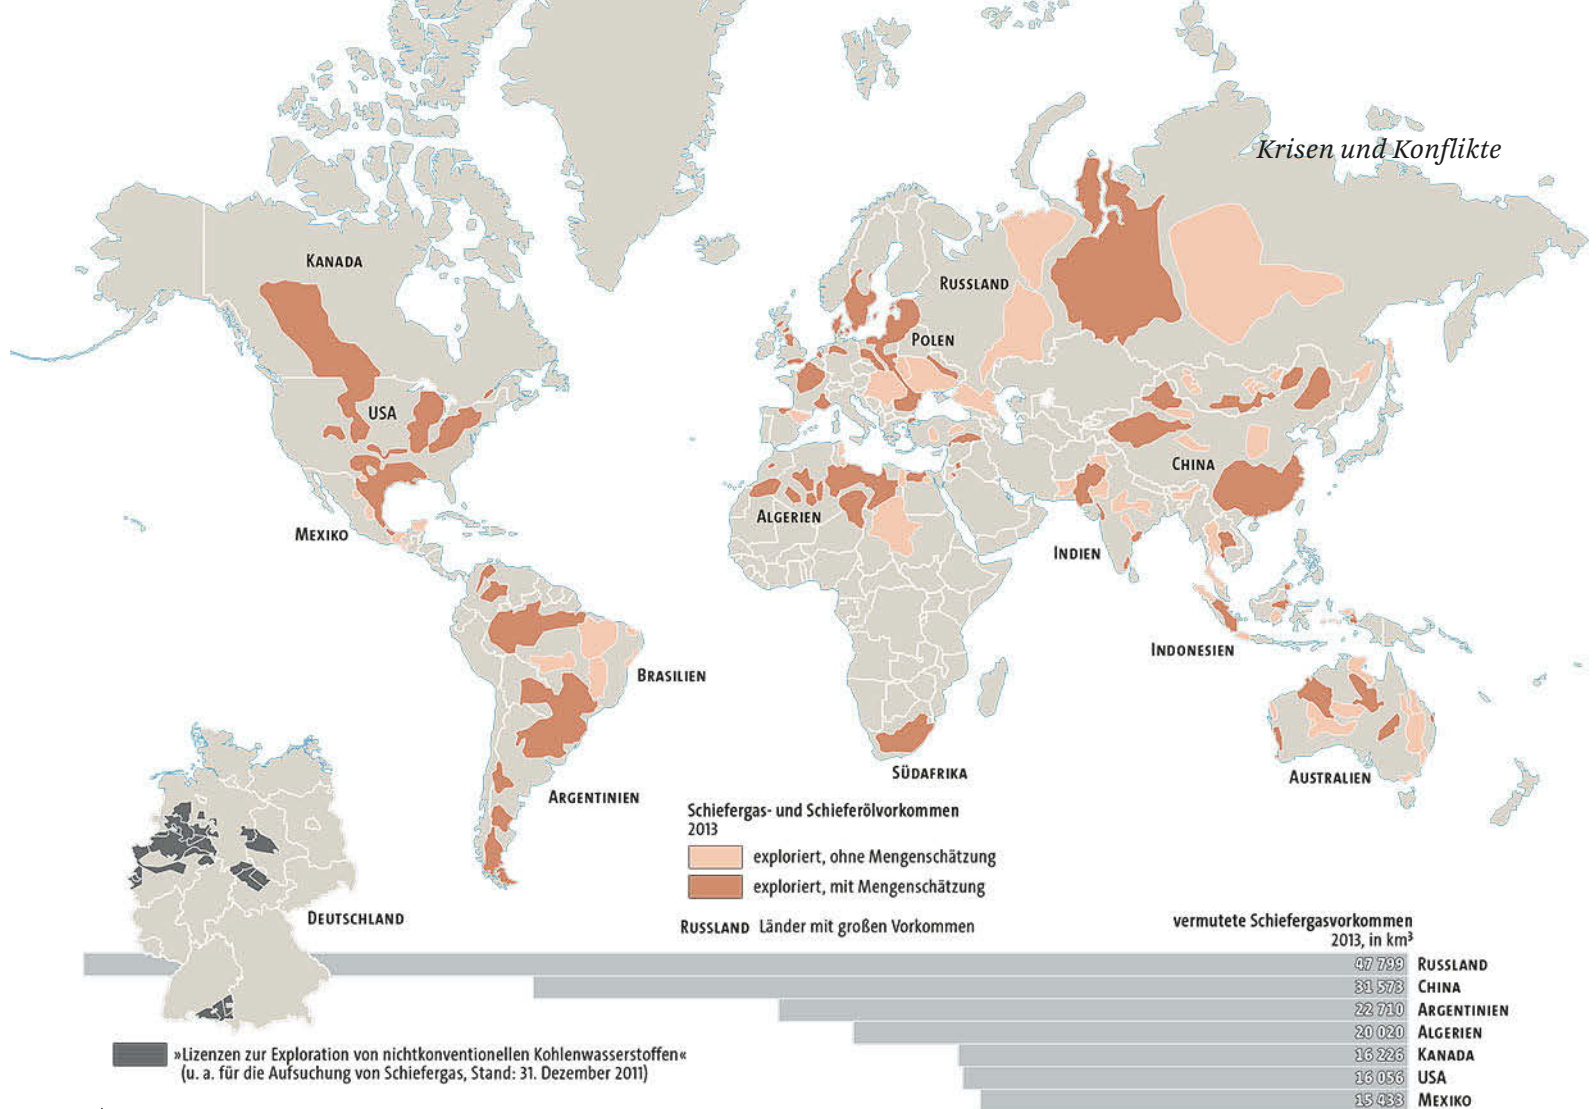 Krisen und Konflikte
KANADA
RUSSLAND
POLEN
USA
CHINA
ALGERIEN
MEXIKO
INDIEN
INDONESIEN
BRASILIEN
SÜDAFRIKA
AUSTRALIEN
ARGENTINIEN
Schiefergas- und Schieferölvorkommen
2013
exploriert, ohne Mengenschätzung
exploriert, mit Mengenschätzung
RUSSLAND Länder mit großen Vorkommen
DEUTSCHLAND
vermutete Schiefergasvorkommen
2013, in km³
47 799 RUSSLAND
31 573 CHINA
22 710 ARGENTINIEN
20 020 ALGERIEN
16 226 KANADA
16 056 USA
15 433 MEXIKO
»Lizenzen zur Exploration von nichtkonventionellen Kohlenwasserstoffen«
(u. a. für die Aufsuchung von Schiefergas, Stand: 31. Dezember 2011)